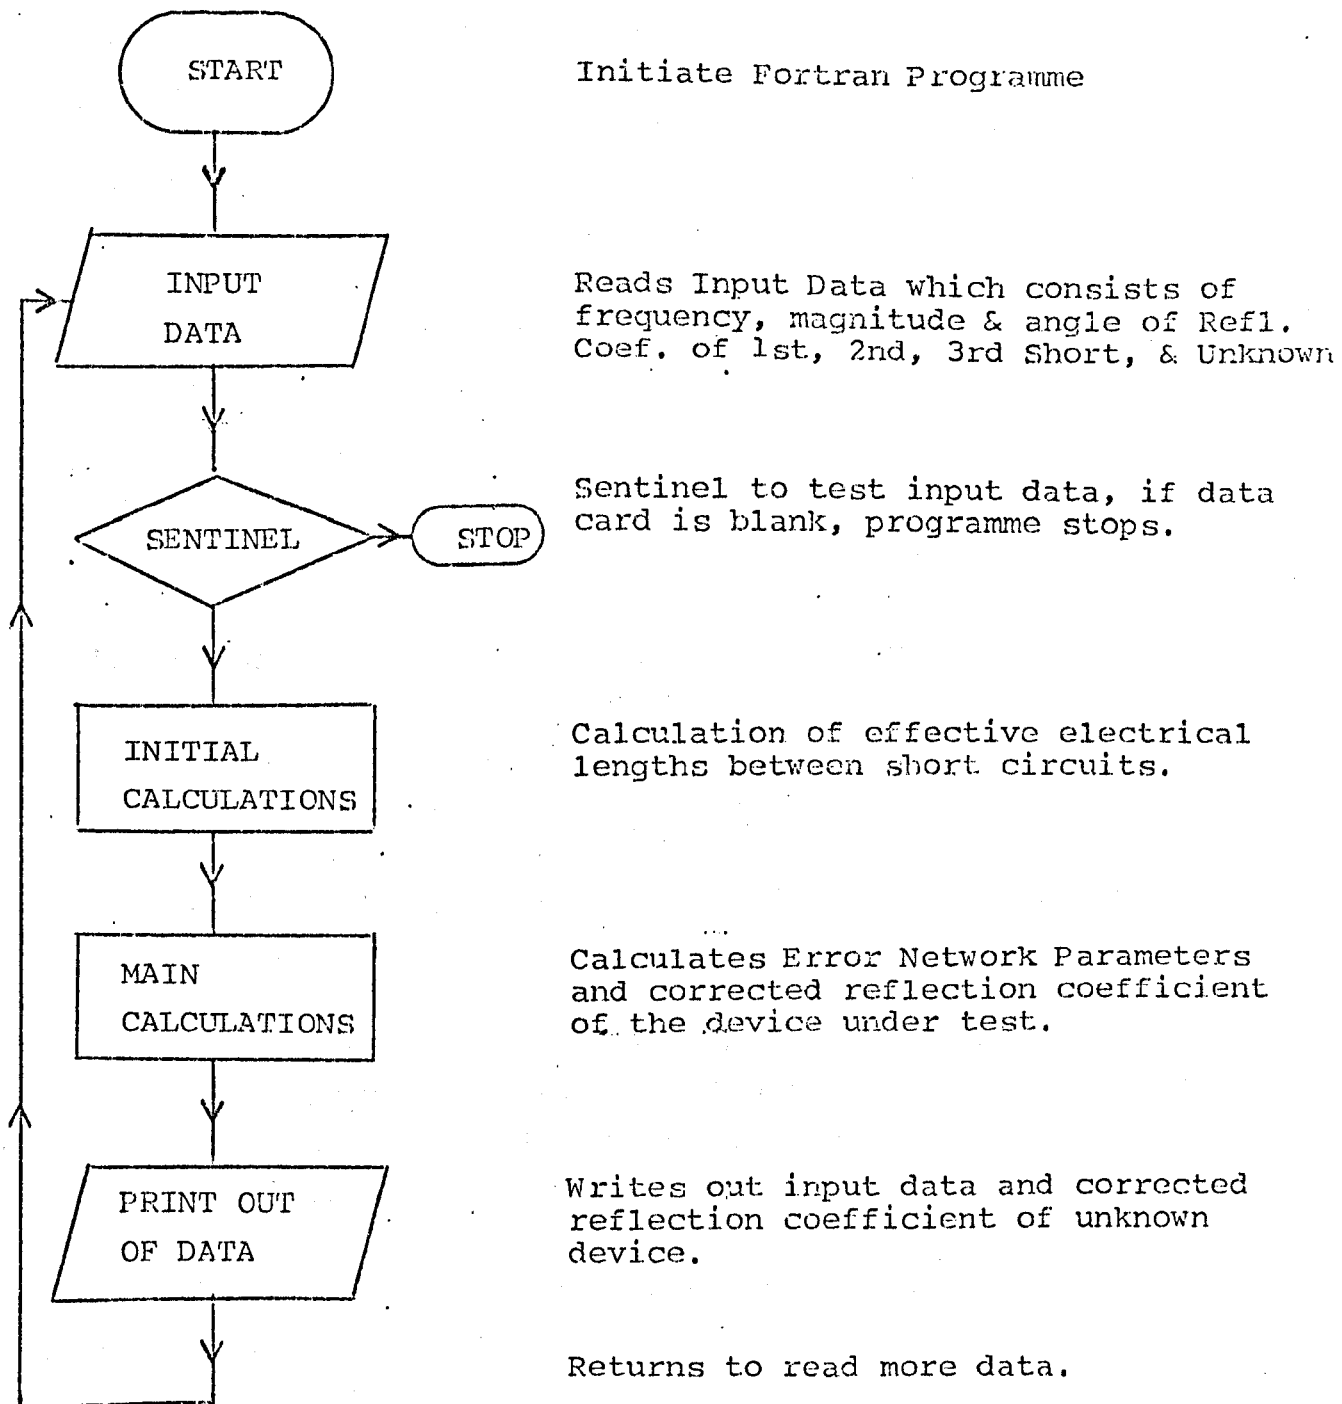 START
Initiate Fortran Programme
INPUT
DATA
Reads Input Data which consists of
frequency, magnitude & angle of Refl.
Coef. of 1st, 2nd, 3rd Short, & Unknown
SENTINEL
STOP
Sentinel to test input data, if data
card is blank, programme stops.
INITIAL
CALCULATIONS
Calculation of effective electrical
lengths between short circuits.
MAIN
CALCULATIONS
Calculates Error Network Parameters
and corrected reflection coefficient
of the device under test.
PRINT OUT
OF DATA
Writes out input data and corrected
reflection coefficient of unknown
device.
Returns to read more data.